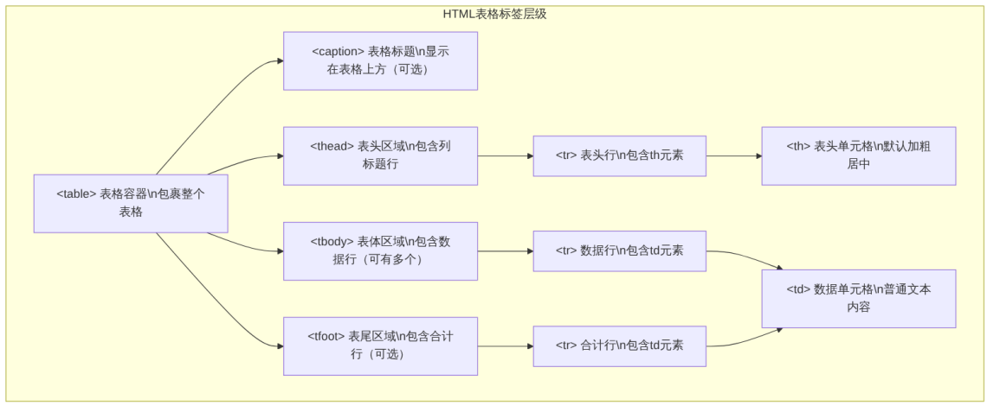 HTML表格标签层级
<caption> 表格标题\n显示
在表格上方（可选）
<thead> 表头区域\n包含列
标题行
<tr> 表头行\n包含th元素
<th> 表头单元格\n默认加粗
居中
<table> 表格容器\n包裹整个
表格
<tbody> 表体区域\n包含数
据行（可有多个）
<tr> 数据行\n包含td元素
<td> 数据单元格\n普通文本
内容
<tfoot> 表尾区域\n包含合计
行（可选）
<tr> 合计行\n包含td元素